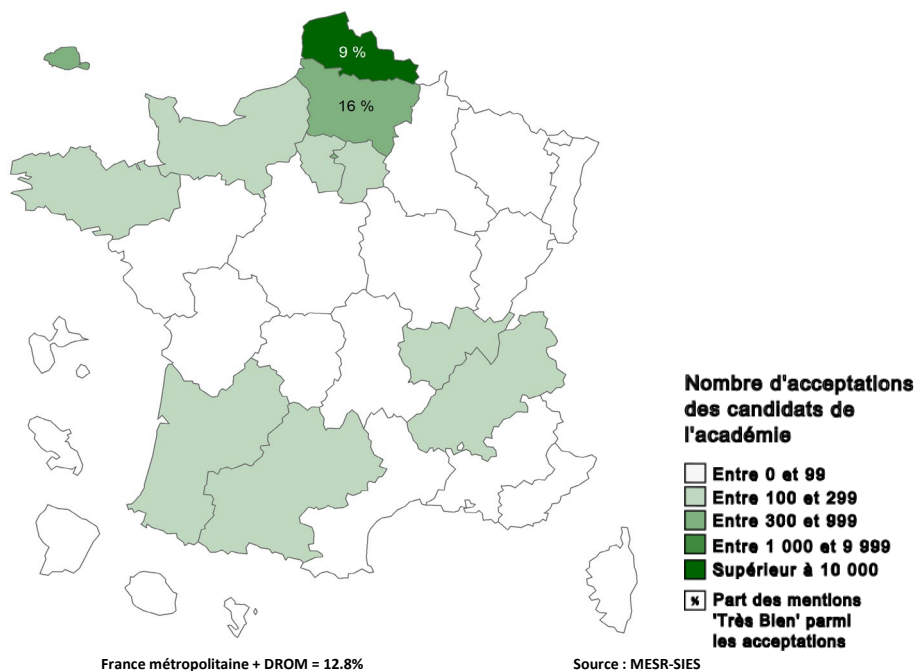 9 %
16 %
Nombre d'acceptations
des candidats de
l'académie
Entre 0 et 99
Entre 100 et 299
Entre 300 et 999
Entre 1 000 et 9 999
Supérieur à 10 000
% Part des mentions
'Très Bien' parmi
les acceptations
France métropolitaine + DROM = 12.8%
Source : MESR-SIES